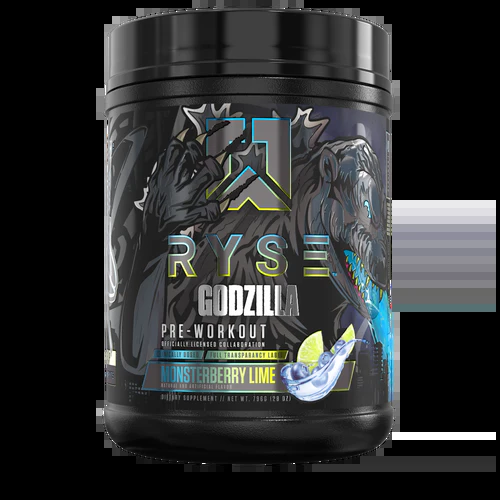 RYSE
GODZILLA
PRE-WORKOUT
OFFICIALLY LICENSED COLLABORATION
FULL TRANSPARANCY LABEL
MONSTERBERRY LIME
NATURAL AND ARTIFICIAL FLAVOR
DIETARY SUPPLEMENT // NET WT.